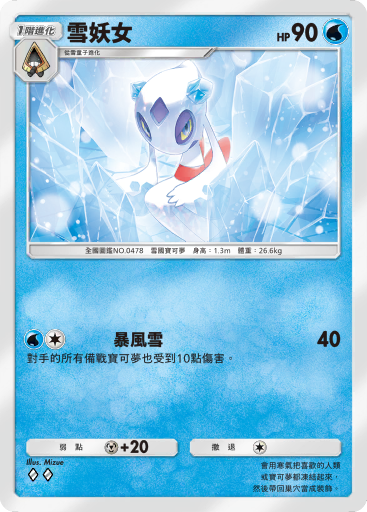 1階進化
雪妖女
HP 90
從雪童子進化
全國圖鑑NO.0478 雪國寶可夢 身高：1.3m 體重：26.6kg
暴風雪 40
對手的所有備戰寶可夢也受到10點傷害。
弱點 +20 撤退
Illus. Mizue
會用寒氣把喜歡的人類
或寶可夢都凍結起來，
然後帶回巢穴當成裝飾。